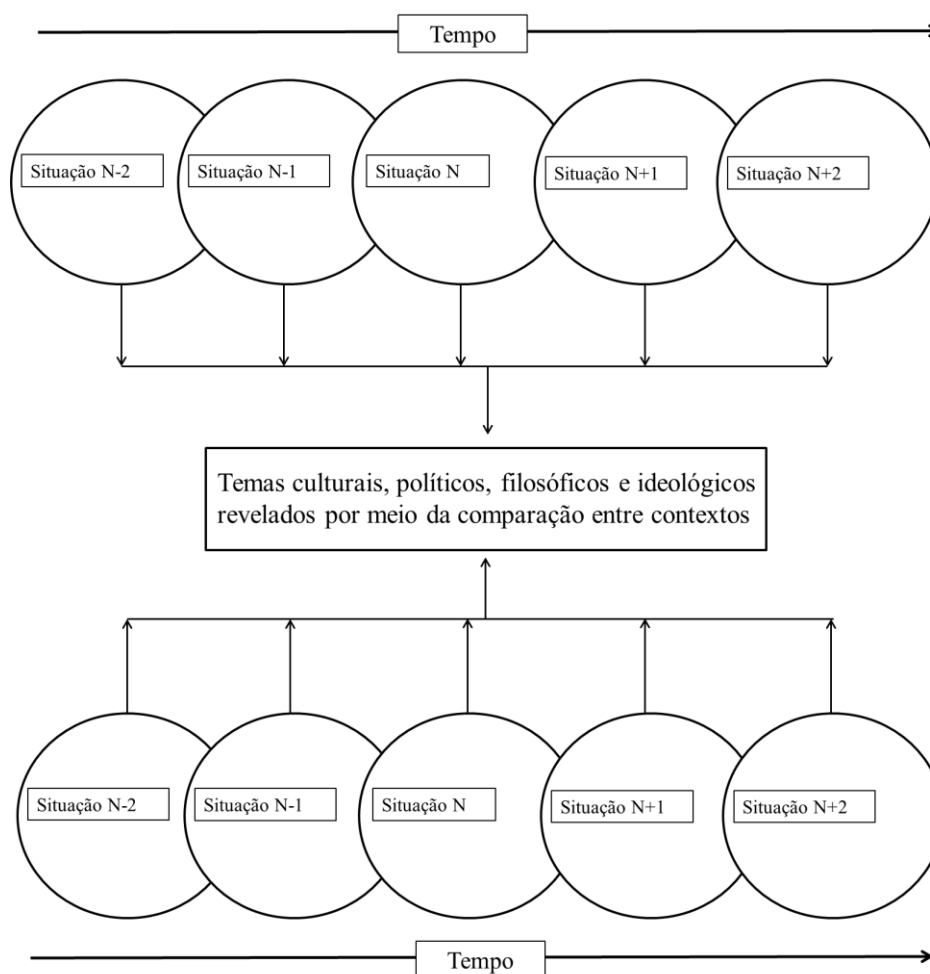 Tempo
Situação N-2
Situação N-1
Situação N
Situação N+1
Situação N+2
Temas culturais, políticos, filosóficos e ideológicos
revelados por meio da comparação entre contextos
Situação N-2
Situação N-1
Situação N
Situação N+1
Situação N+2
Tempo